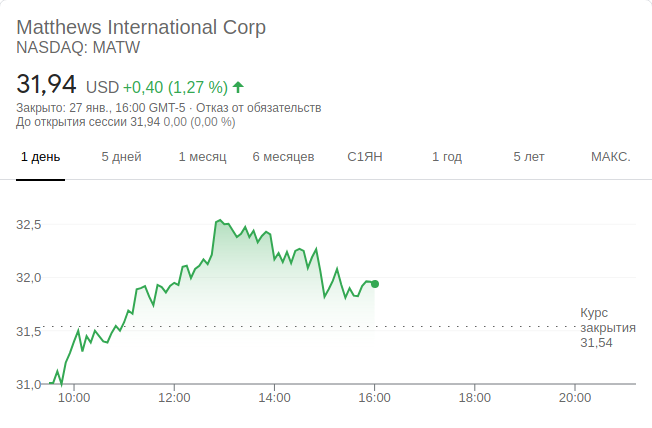 Matthews International Corp
NASDAQ: MATW
31,94 USD +0,40 (1,27 %)
Закрыто: 27 янв., 16:00 GMT-5 · Отказ от обязательств
До открытия сессии 31,94 0,00 (0,00 %)
1 день 5 дней 1 месяц 6 месяцев С1ЯН 1 год 5 лет МАКС.
32,5
32,0
31,5
31,0
Курс
закрытия
31,54
10:00 12:00 14:00 16:00 18:00 20:00